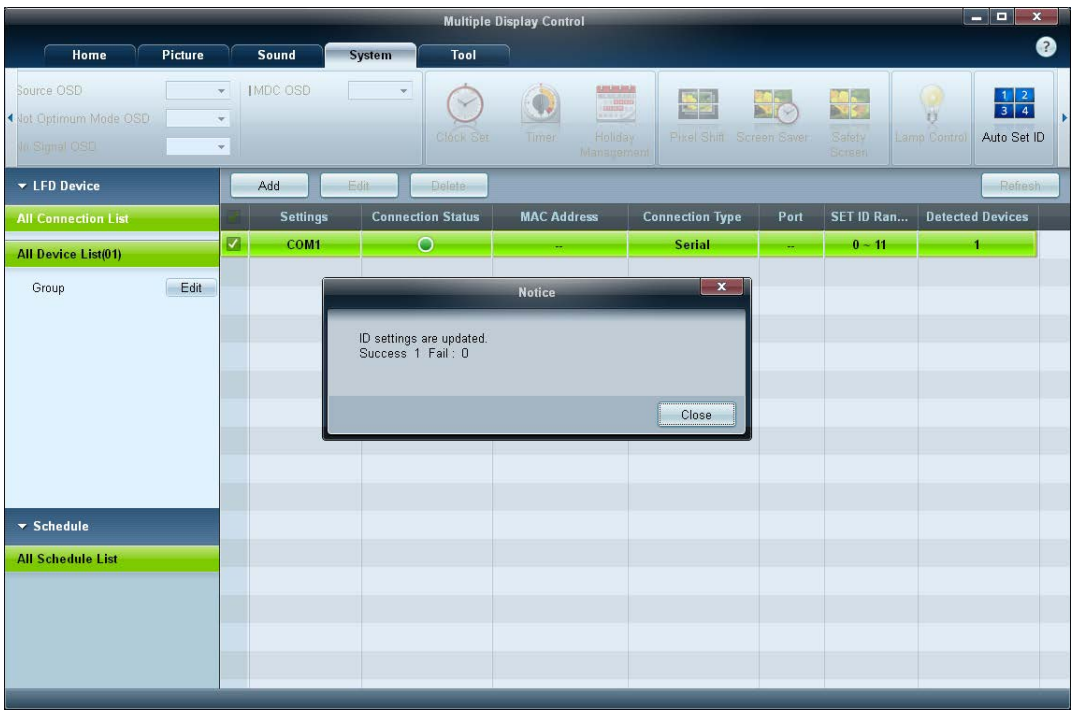 Multiple Display Control
Home Picture Sound System Tool
?
Source OSD
Not Optimum Mode OSD
No Signal OSD
MDC OSD
Clock Set
Timer
Holiday
Management
Pixel Shift
Screen Saver
Safety
Screen
Lamp Control
1 2
3 4
Auto Set ID
LFD Device
Add Edit Delete Refresh
All Connection List
Settings Connection Status MAC Address Connection Type Port SET ID Ran... Detected Devices
COM1 -- Serial -- 0 ~ 11 1
All Device List(01)
Group Edit
Notice
x
ID settings are updated.
Success 1 Fail : 0
Close
Schedule
All Schedule List